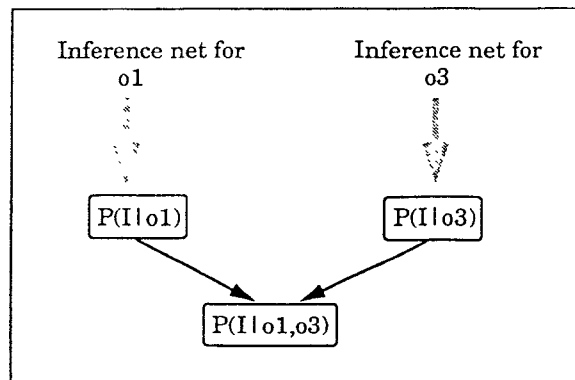 Inference net for
o1
Inference net for
o3
P(I|o1)
P(I|o3)
P(I|o1,o3)